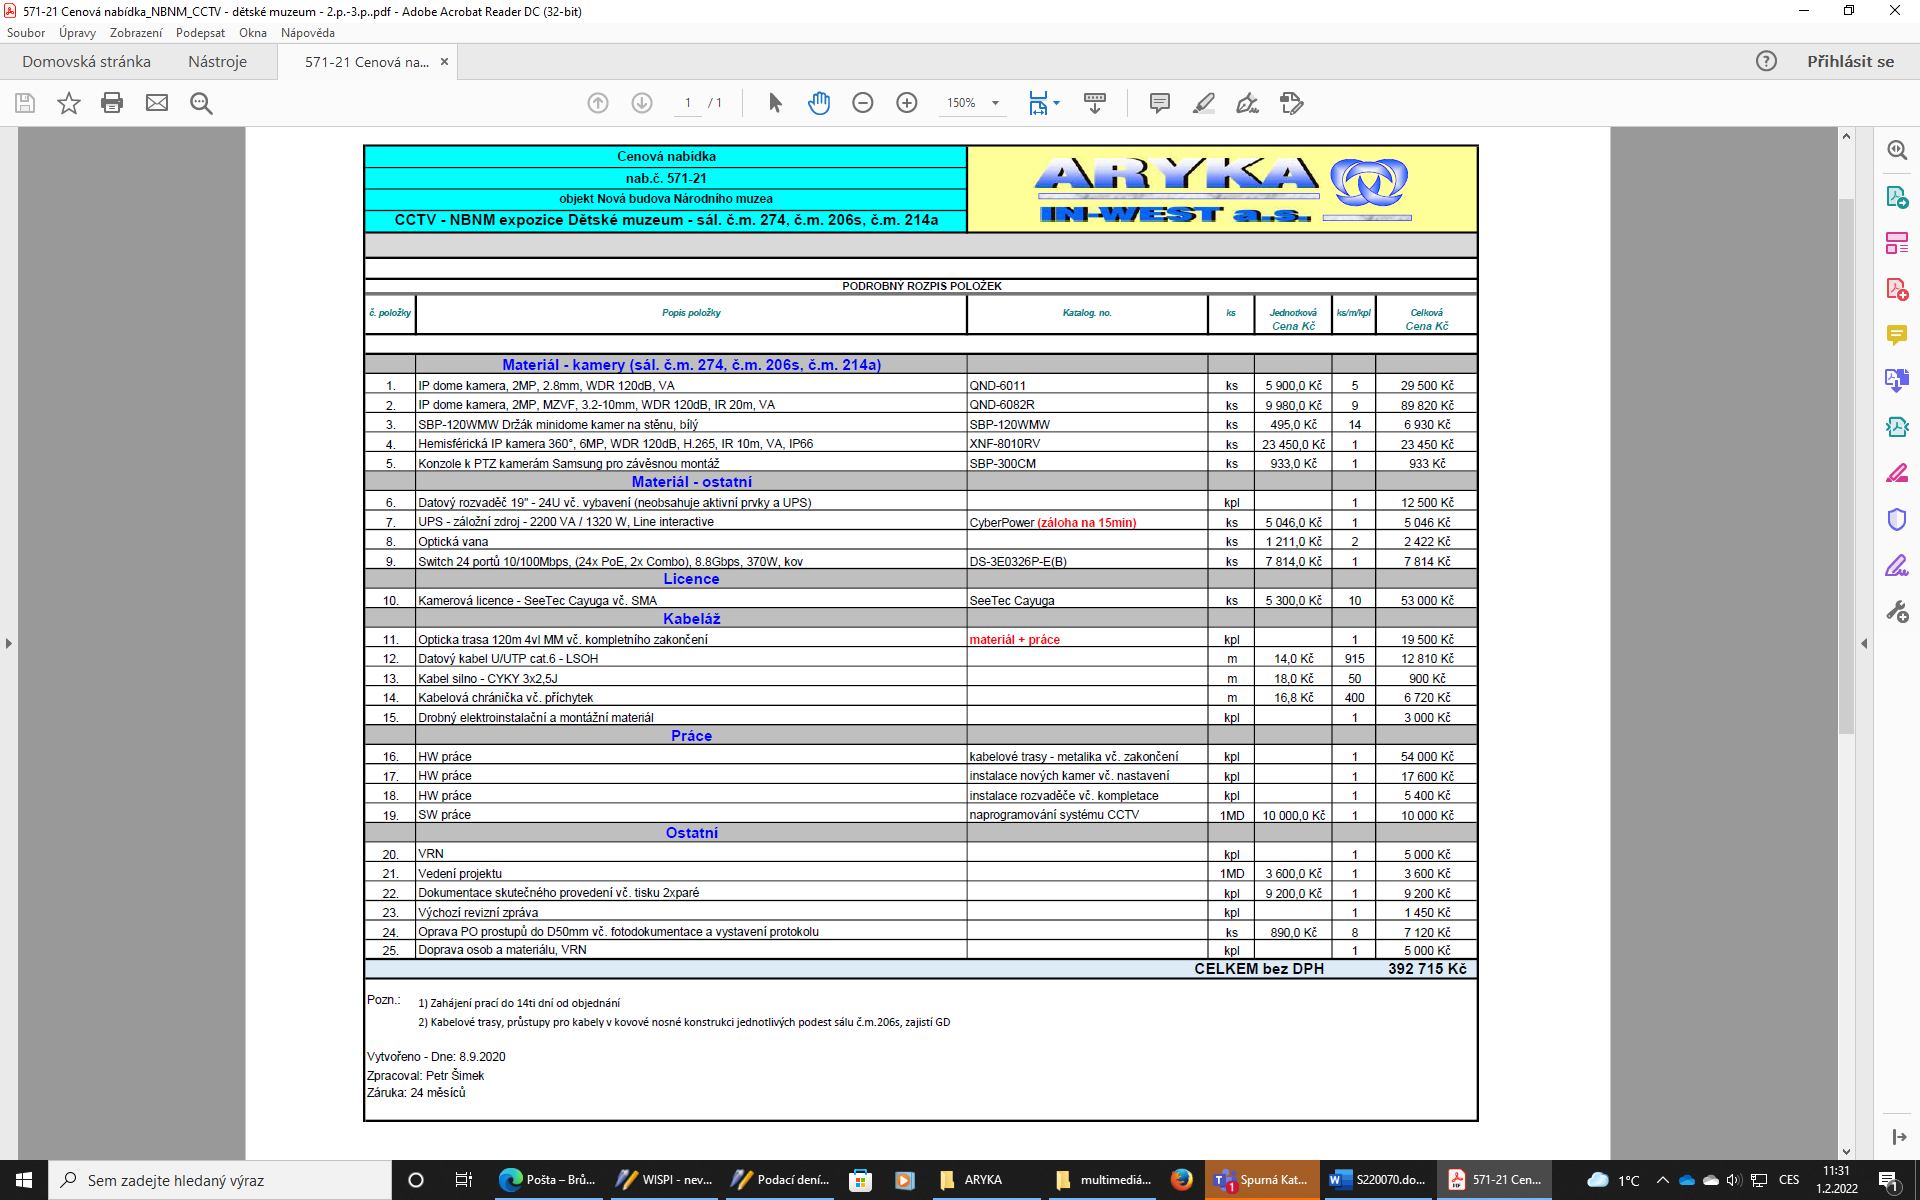 571-21 Cenová nabídka_NBNM_CCTV - dětské muzeum - 2.p.-3.p..pdf - Adobe Acrobat Reader DC (32-bit)
Soubor Úpravy Zobrazení Podepsat Okna Nápověda
Domovská stránka Nástroje 571-21 Cenová na... × Přihlásit se
1 / 1 150%
Cenová nabídka
nab.č. 571-21
objekt Nová budova Národního muzea
CCTV - NBNM expozice Dětské muzeum - sál. č.m. 274, č.m. 206s, č.m. 214a
ARYKA
IN-WEST a.s.
PODROBNÝ ROZPIS POLOŽEK
č. položky Popis položky Katalog. no. ks Jednotková Cena Kč ks/m/kpl Celková Cena Kč
Materiál - kamery (sál. č.m. 274, č.m. 206s, č.m. 214a)
1. IP dome kamera, 2MP, 2.8mm, WDR 120dB, VA QND-6011 ks 5 900,0 Kč 5 29 500 Kč
2. IP dome kamera, 2MP, MZVF, 3.2-10mm, WDR 120dB, IR 20m, VA QND-6082R ks 9 980,0 Kč 9 89 820 Kč
3. SBP-120WMW Držák minidome kamer na stěnu, bílý SBP-120WMW ks 495,0 Kč 14 6 930 Kč
4. Hemisférická IP kamera 360°, 6MP, WDR 120dB, H.265, IR 10m, VA, IP66 XNF-8010RV ks 23 450,0 Kč 1 23 450 Kč
5. Konzole k PTZ kamerám Samsung pro závěsnou montáž SBP-300CM ks 933,0 Kč 1 933 Kč
Materiál - ostatní
6. Datový rozvaděč 19" - 24U vč. vybavení (neobsahuje aktivní prvky a UPS) kpl 1 12 500 Kč
7. UPS - záložní zdroj - 2200 VA / 1320 W, Line interactive CyberPower (záloha na 15min) ks 5 046,0 Kč 1 5 046 Kč
8. Optická vana ks 1 211,0 Kč 2 2 422 Kč
9. Switch 24 portů 10/100Mbps, (24x PoE, 2x Combo), 8.8Gbps, 370W, kov DS-3E0326P-E(B) ks 7 814,0 Kč 1 7 814 Kč
Licence
10. Kamerová licence - SeeTec Cayuga vč. SMA SeeTec Cayuga ks 5 300,0 Kč 10 53 000 Kč
Kabeláž
11. Opticka trasa 120m 4vl MM vč. kompletního zakončení materiál + práce kpl 1 19 500 Kč
12. Datový kabel U/UTP cat.6 - LSOH m 14,0 Kč 915 12 810 Kč
13. Kabel silno - CYKY 3x2,5J m 18,0 Kč 50 900 Kč
14. Kabelová chránička vč. příchytek m 16,8 Kč 400 6 720 Kč
15. Drobný elektroinstalační a montážní materiál kpl 1 3 000 Kč
Práce
16. HW práce kabelové trasy - metalika vč. zakončení kpl 1 54 000 Kč
17. HW práce instalace nových kamer vč. nastavení kpl 1 17 600 Kč
18. HW práce instalace rozvaděče vč. kompletace kpl 1 5 400 Kč
19. SW práce naprogramování systému CCTV 1MD 10 000,0 Kč 1 10 000 Kč
Ostatní
20. VRN kpl 1 5 000 Kč
21. Vedení projektu 1MD 3 600,0 Kč 1 3 600 Kč
22. Dokumentace skutečného provedení vč. tisku 2xparé kpl 9 200,0 Kč 1 9 200 Kč
23. Výchozí revizní zpráva kpl 1 1 450 Kč
24. Oprava PO prostupů do D50mm vč. fotodokumentace a vystavení protokolu ks 890,0 Kč 8 7 120 Kč
25. Doprava osob a materiálu, VRN kpl 1 5 000 Kč
CELKEM bez DPH 392 715 Kč
Pozn.: 1) Zahájení prací do 14ti dní od objednání
2) Kabelové trasy, průstupy pro kabely v kovové nosné konstrukci jednotlivých podest sálu č.m.206s, zajistí GD
Vytvořeno - Dne: 8.9.2020
Zpracoval: Petr Šimek
Záruka: 24 měsíců
Sem zadejte hledaný výraz Pošta – Brů... WISPI - nev... Podací dení... ARYKA multimediá... Spurná Kat... S220070.do... 571-21 Cen... 1°C CES 11:31
1.2.2022